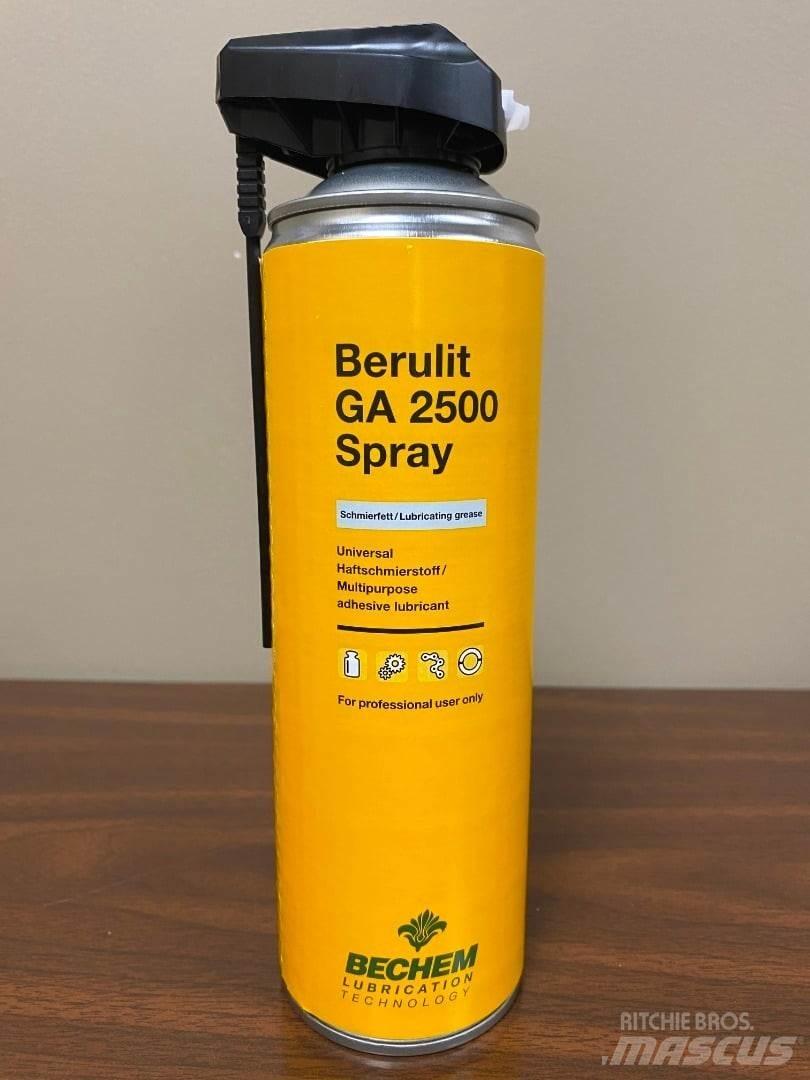 Berulit
GA 2500
Spray
Schmierfett/Lubricating grease
Universal
Haftschmierstoff/
Multipurpose
adhesive lubricant
For professional user only
BECHEM
LUBRICATION
TECHNOLOGY
RITCHIE BROS.
MASCUS